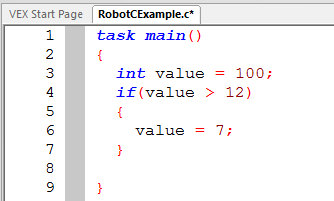 VEX Start Page RobotCExample.c*
1 task main()
2 {
3 int value = 100;
4 if(value > 12)
5 {
6 value = 7;
7 }
8
9 }